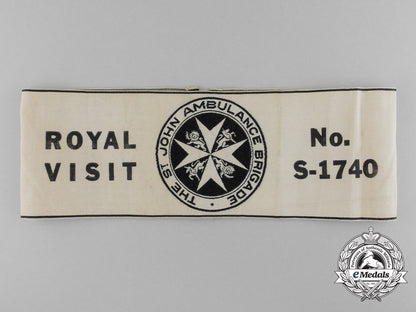 ROYAL
VISIT
THE ST JOHN AMBULANCE BRIGADE ·
No.
S-1740
eMedals